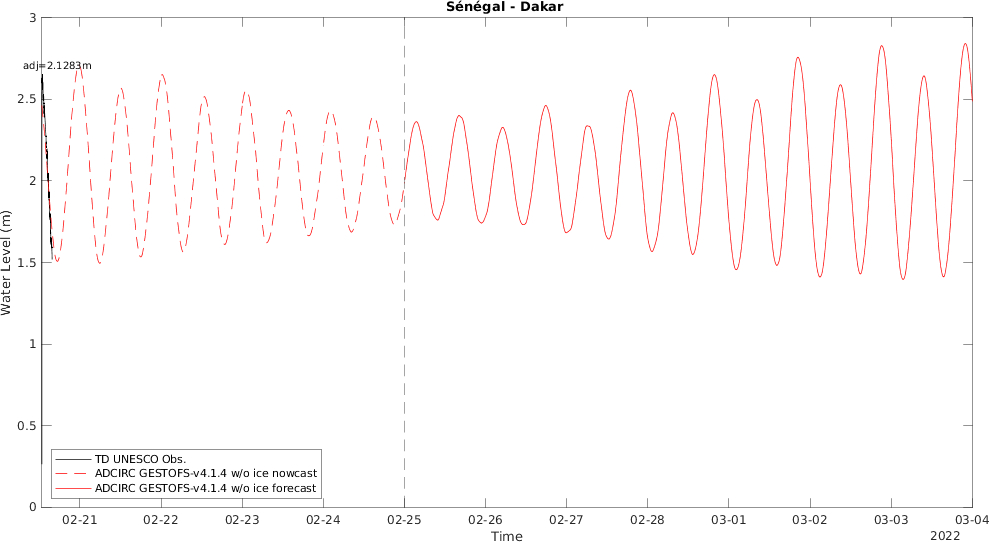 Sénégal - Dakar
adj=2.1283m
3
2.5
2
1.5
1
0.5
0
Water Level (m)
TD UNESCO Obs.
ADCIRC GESTOFS-v4.1.4 w/o ice nowcast
ADCIRC GESTOFS-v4.1.4 w/o ice forecast
02-21 02-22 02-23 02-24 02-25 02-26 02-27 02-28 03-01 03-02 03-03 03-04
Time
2022